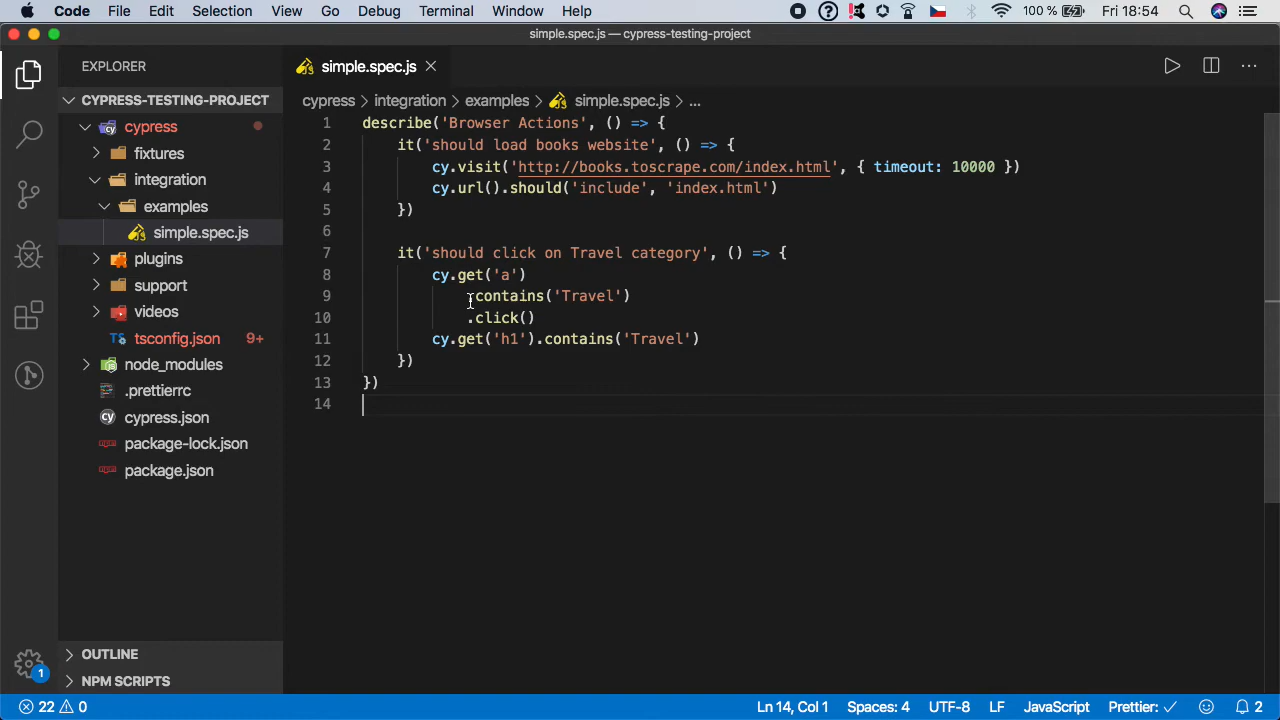 Code File Edit Selection View Go Debug Terminal Window Help 100 % Fri 18:54
simple.spec.js — cypress-testing-project
EXPLORER
simple.spec.js
CYPRESS-TESTING-PROJECT
cypress
fixtures
integration
examples
simple.spec.js
plugins
support
videos
TS tsconfig.json 9+
node_modules
.prettierrc
cy cypress.json
package-lock.json
package.json
OUTLINE
NPM SCRIPTS
1
cypress > integration > examples > simple.spec.js > ...
1 describe('Browser Actions', () => {
2 it('should load books website', () => {
3 cy.visit('http://books.toscrape.com/index.html', { timeout: 10000 })
4 cy.url().should('include', 'index.html')
5 })
6
7 it('should click on Travel category', () => {
8 cy.get('a')
9 .contains('Travel')
10 .click()
11 cy.get('h1').contains('Travel')
12 })
13 })
14
22 0 Ln 14, Col 1 Spaces: 4 UTF-8 LF JavaScript Prettier: ✓ 2